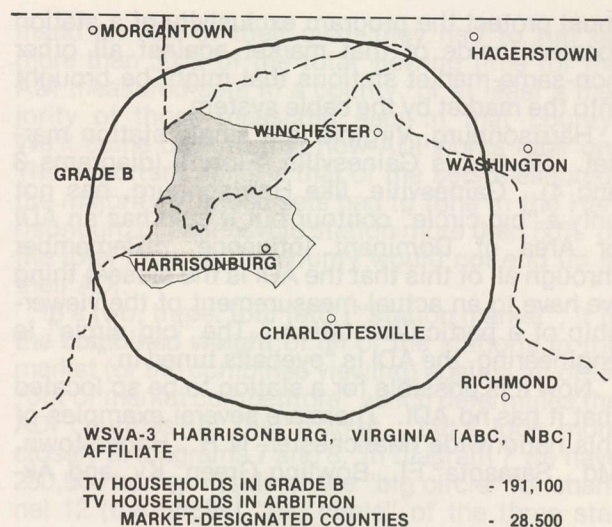 MORGANTOWN
HAGERSTOWN
WINCHESTER
GRADE B
WASHINGTON
HARRISONBURG
CHARLOTTESVILLE
RICHMOND
WSVA-3 HARRISONBURG, VIRGINIA [ABC, NBC]
AFFILIATE
TV HOUSEHOLDS IN GRADE B - 191,100
TV HOUSEHOLDS IN ARBITRON
MARKET-DESIGNATED COUNTIES - 28,500